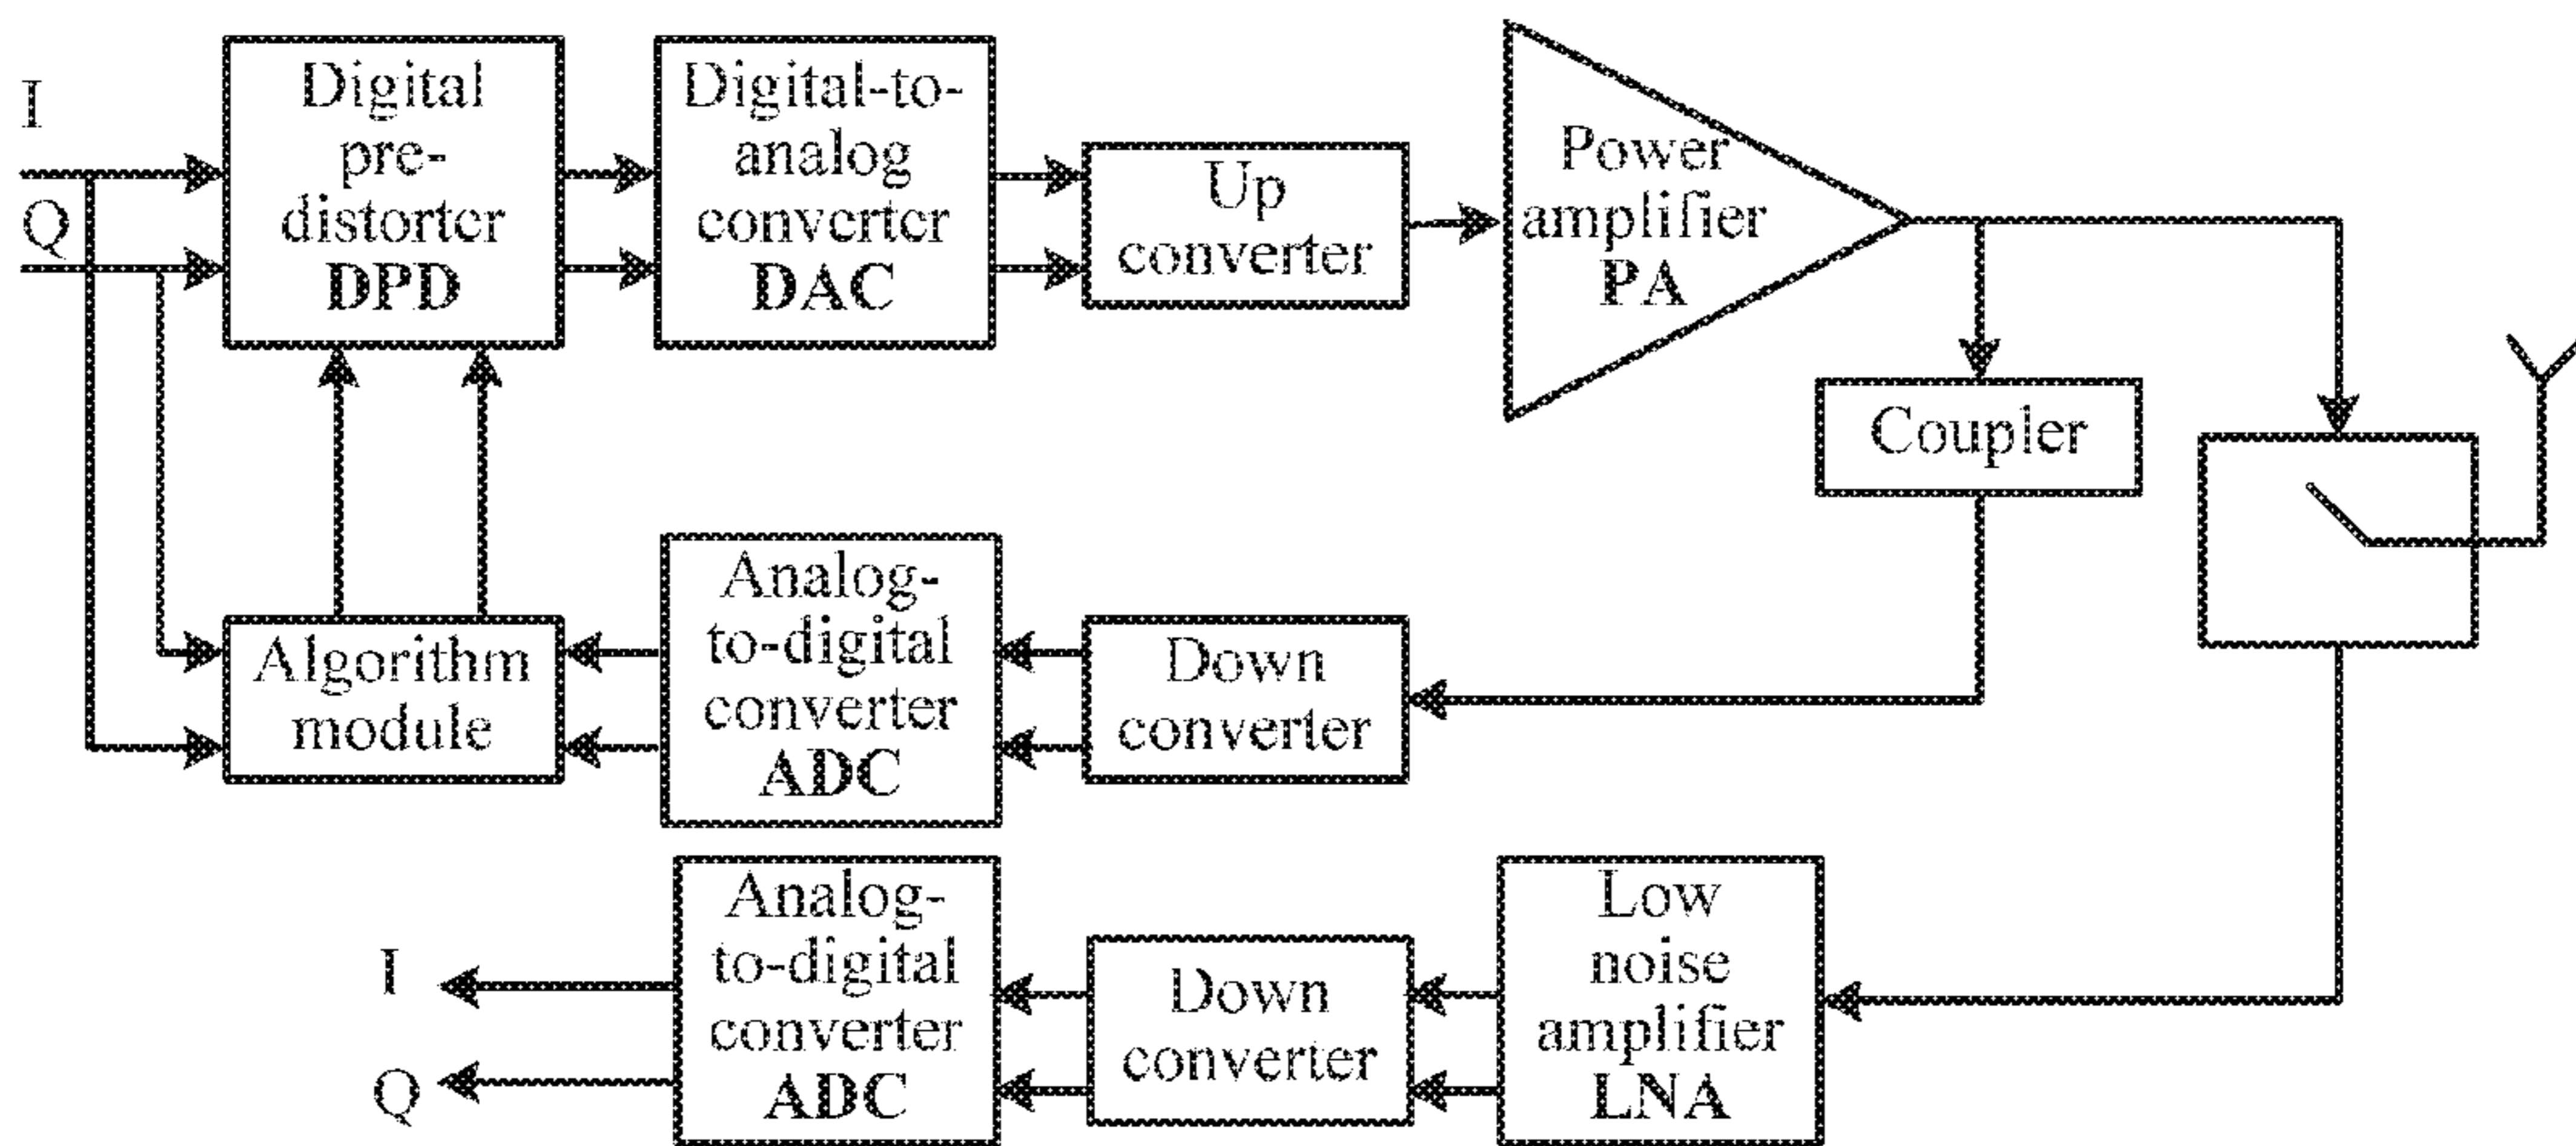 I
Q
Digital
pre-
distorter
DPD
Digital-to-
analog
converter
DAC
Up
converter
Power
amplifier
PA
Coupler
Algorithm
module
Analog-
to-digital
converter
ADC
Down
converter
I
Q
Analog-
to-digital
converter
ADC
Down
converter
Low
noise
amplifier
LNA